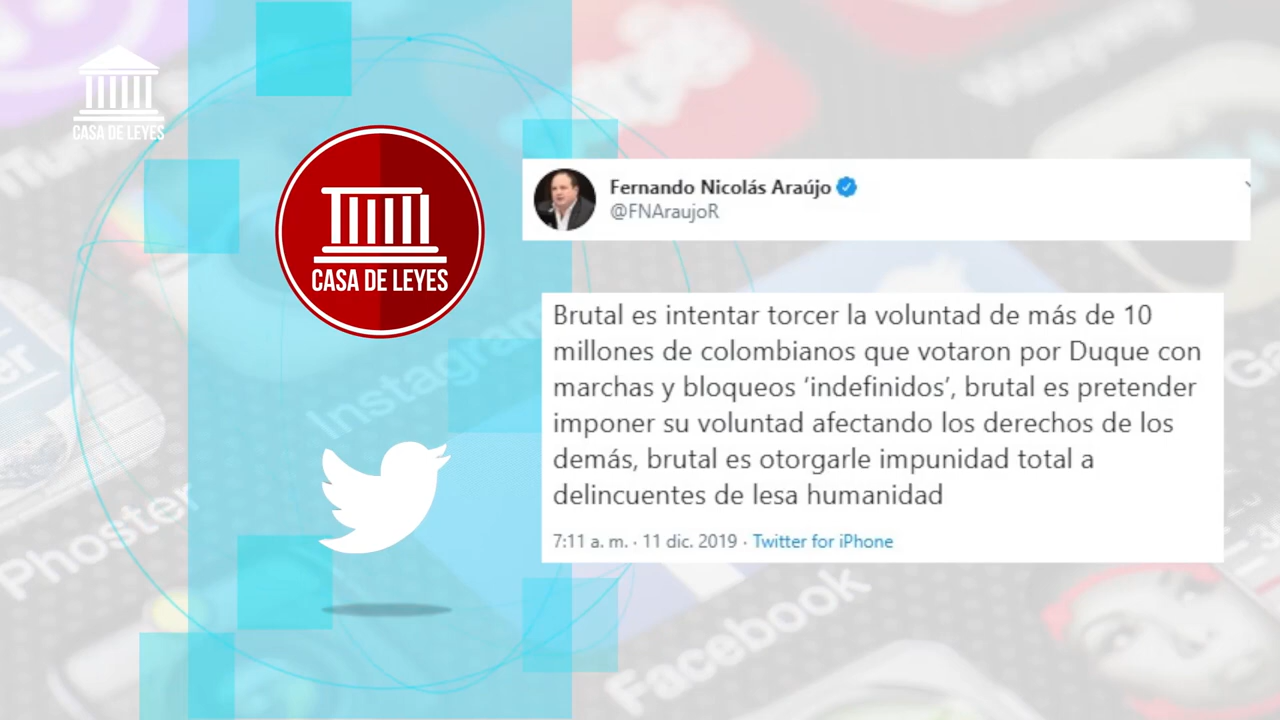 CASA DE LEYES
CASA DE LEYES
Fernando Nicolás Araújo
@FNAraujoR
Brutal es intentar torcer la voluntad de más de 10
millones de colombianos que votaron por Duque con
marchas y bloqueos ‘indefinidos’, brutal es pretender
imponer su voluntad afectando los derechos de los
demás, brutal es otorgarle impunidad total a
delincuentes de lesa humanidad
7:11 a. m. · 11 dic. 2019 · Twitter for iPhone
Instagram
Phoster
Facebook